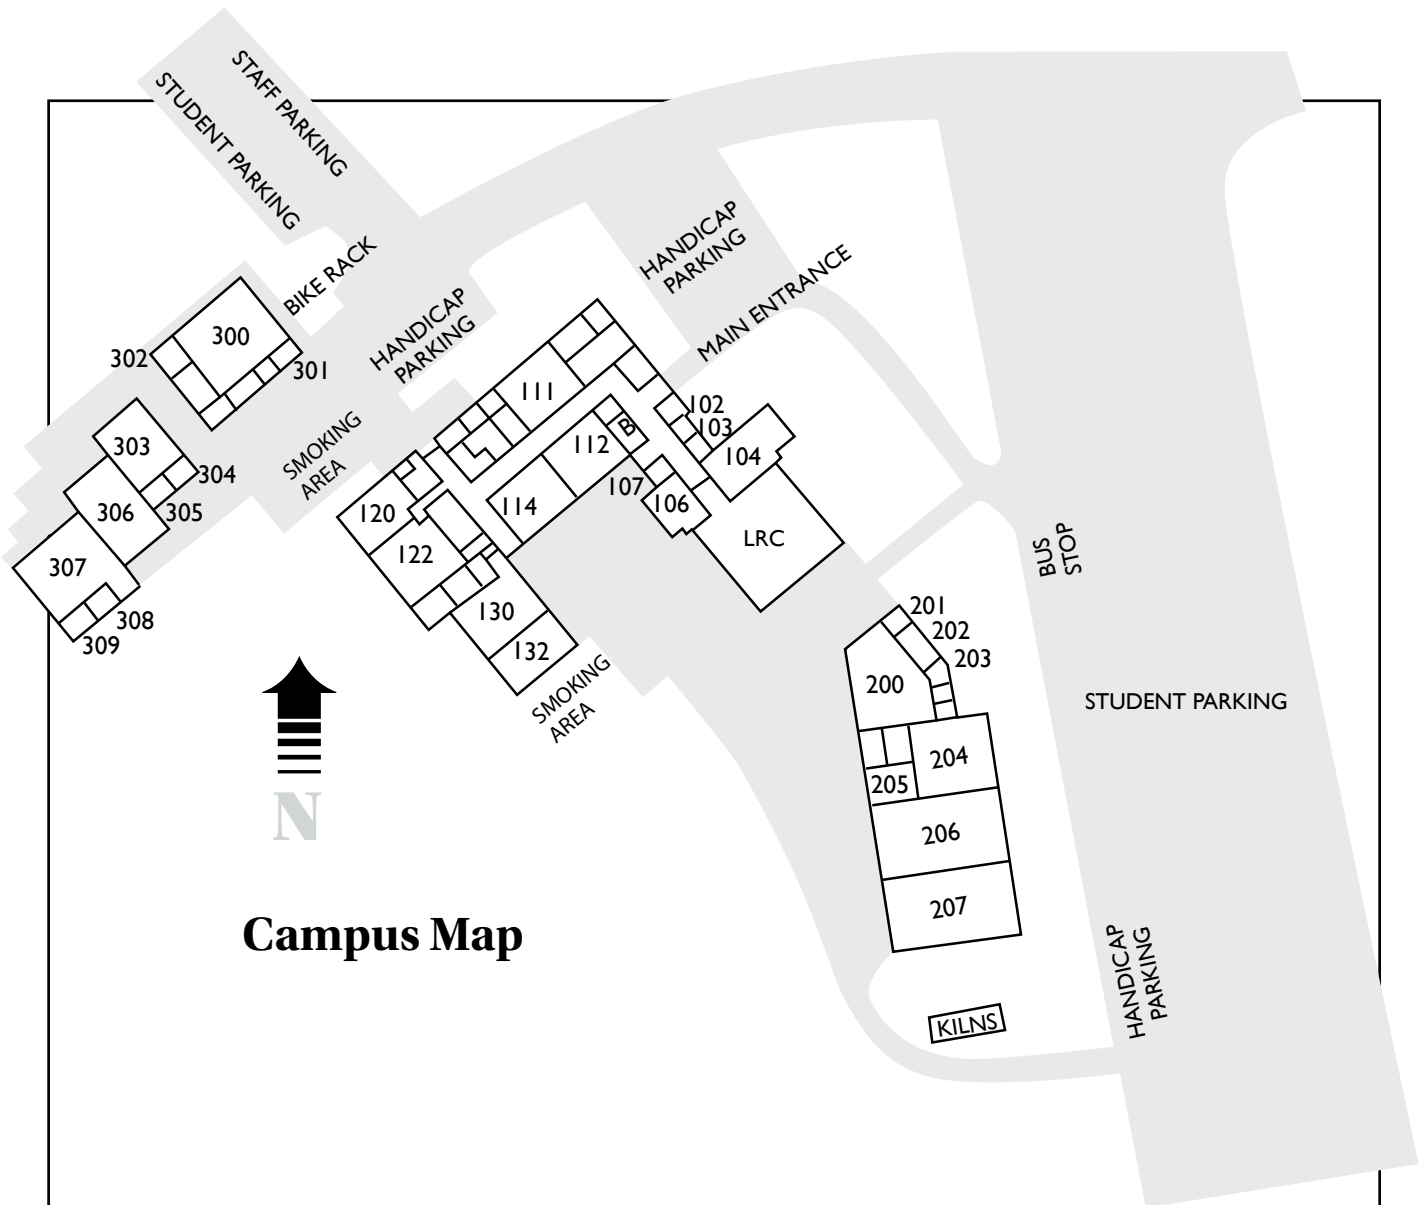 STAFF PARKING
STUDENT PARKING
BIKE RACK
HANDICAP
PARKING
HANDICAP
PARKING
MAIN ENTRANCE
300
302
301
303
304
305
306
307
308
309
SMOKING
AREA
111
112
B
102
103
104
107
106
114
120
122
130
132
LRC
SMOKING
AREA
BUS
STOP
201
202
203
200
204
205
206
207
STUDENT PARKING
HANDICAP
PARKING
KILNS
N
Campus Map